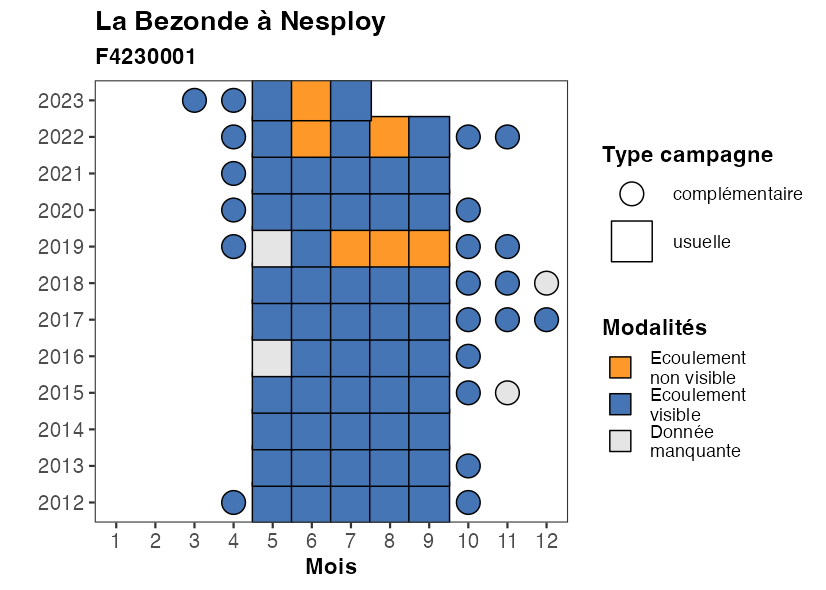 La Bezonde à Nesploy
F4230001
2023
2022
2021
2020
2019
2018
2017
2016
2015
2014
2013
2012
1 2 3 4 5 6 7 8 9 10 11 12
Mois
Type campagne
complémentaire
usuelle
Modalités
Ecoulement
non visible
Ecoulement
visible
Donnée
manquante